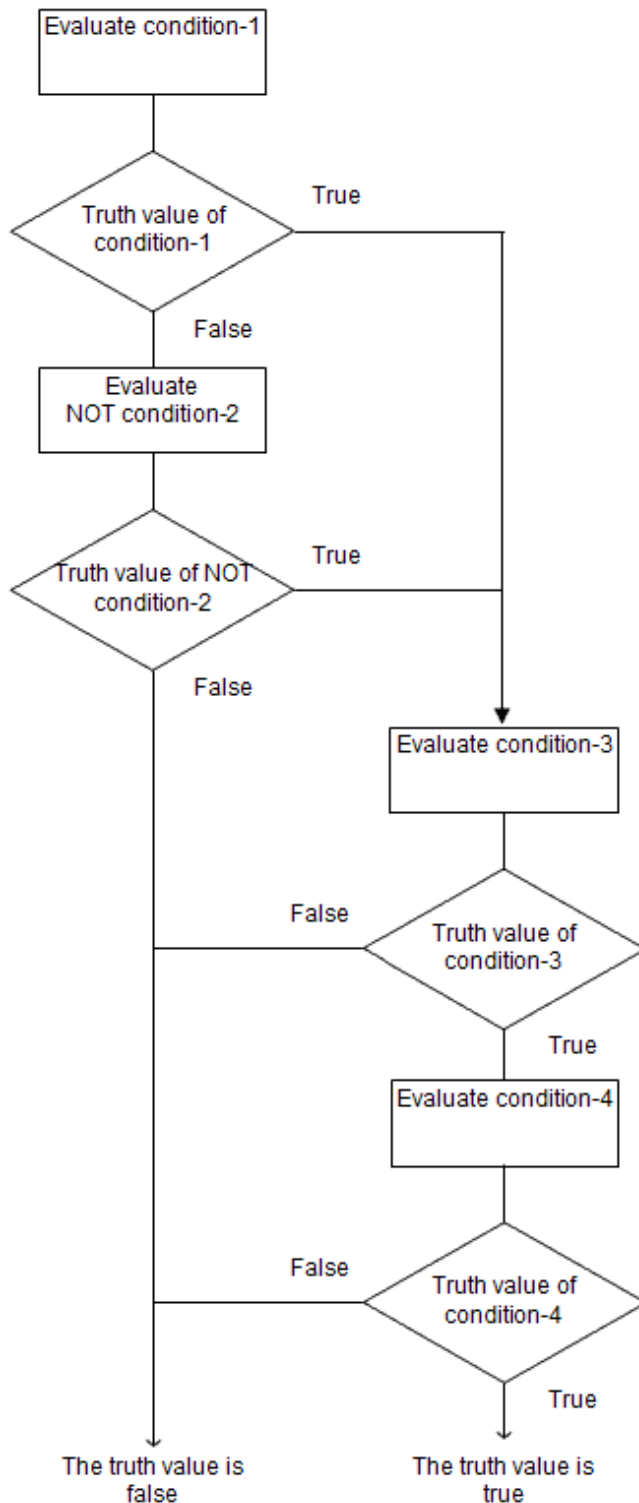 Evaluate condition-1
True
Truth value of
condition-1
False
Evaluate
NOT condition-2
True
Truth value of NOT
condition-2
False
Evaluate condition-3
False
Truth value of
condition-3
True
Evaluate condition-4
False
Truth value of
condition-4
True
The truth value is
false
The truth value is
true